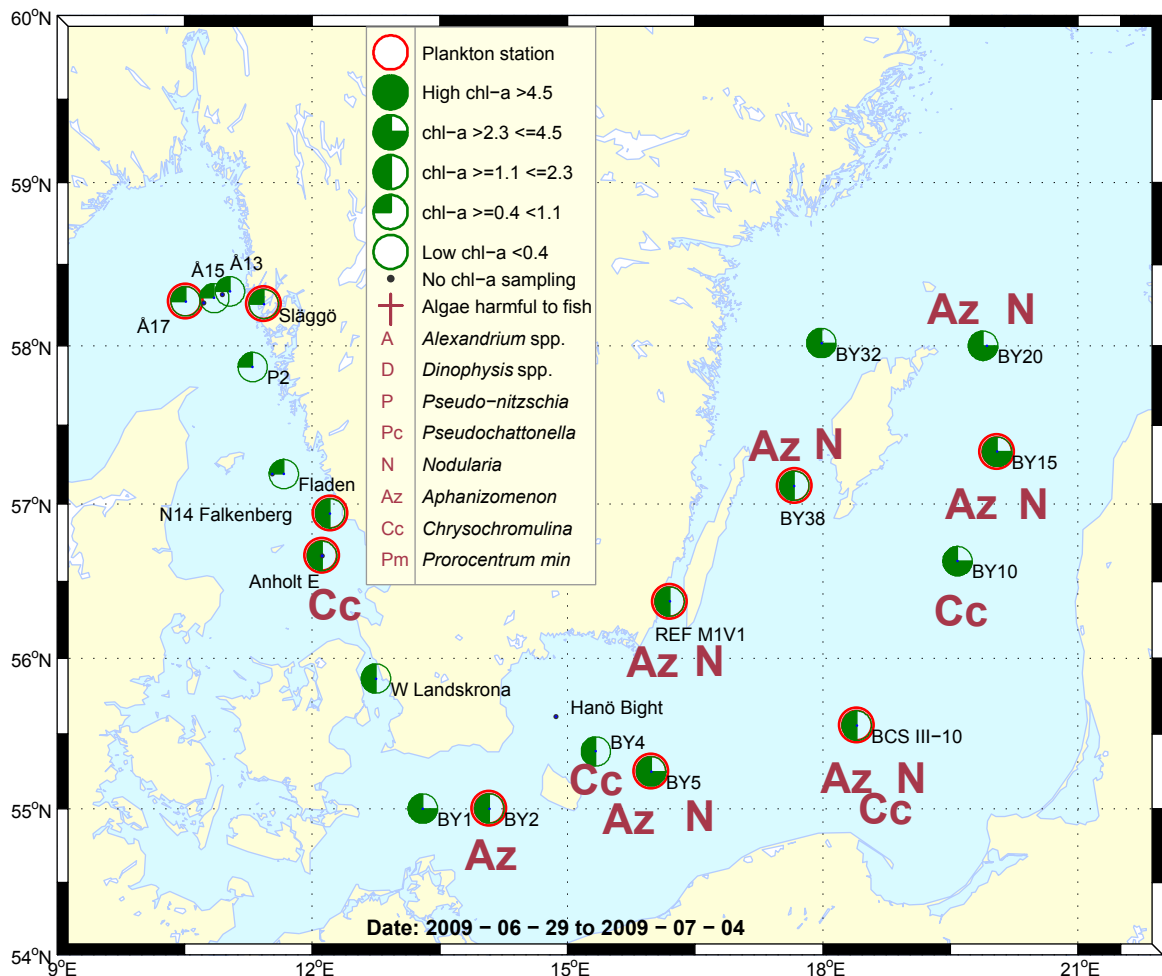 60°N
59°N
58°N
57°N
56°N
55°N
54°N
9°E
12°E
15°E
18°E
21°E
Plankton station
High chl−a >4.5
chl−a >2.3 <=4.5
chl−a >=1.1 <=2.3
chl−a >=0.4 <1.1
Low chl−a <0.4
No chl−a sampling
Algae harmful to fish
A Alexandrium spp.
D Dinophysis spp.
P Pseudo−nitzschia
Pc Pseudochattonella
N Nodularia
Az Aphanizomenon
Cc Chrysochromulina
Pm Prorocentrum min
Å15 Å13
Å17
Släggö
P2
Fladen
N14 Falkenberg
Anholt E
Cc
W Landskrona
Az N
BY32
BY20
Az N
BY15
BY38
Az N
BY10
Cc
REF M1V1
Az N
Hanö Bight
BY4
BCS III−10
Cc
BY5
Az N
Az N
Cc
BY1
BY2
Az
Date: 2009 − 06 − 29 to 2009 − 07 − 04